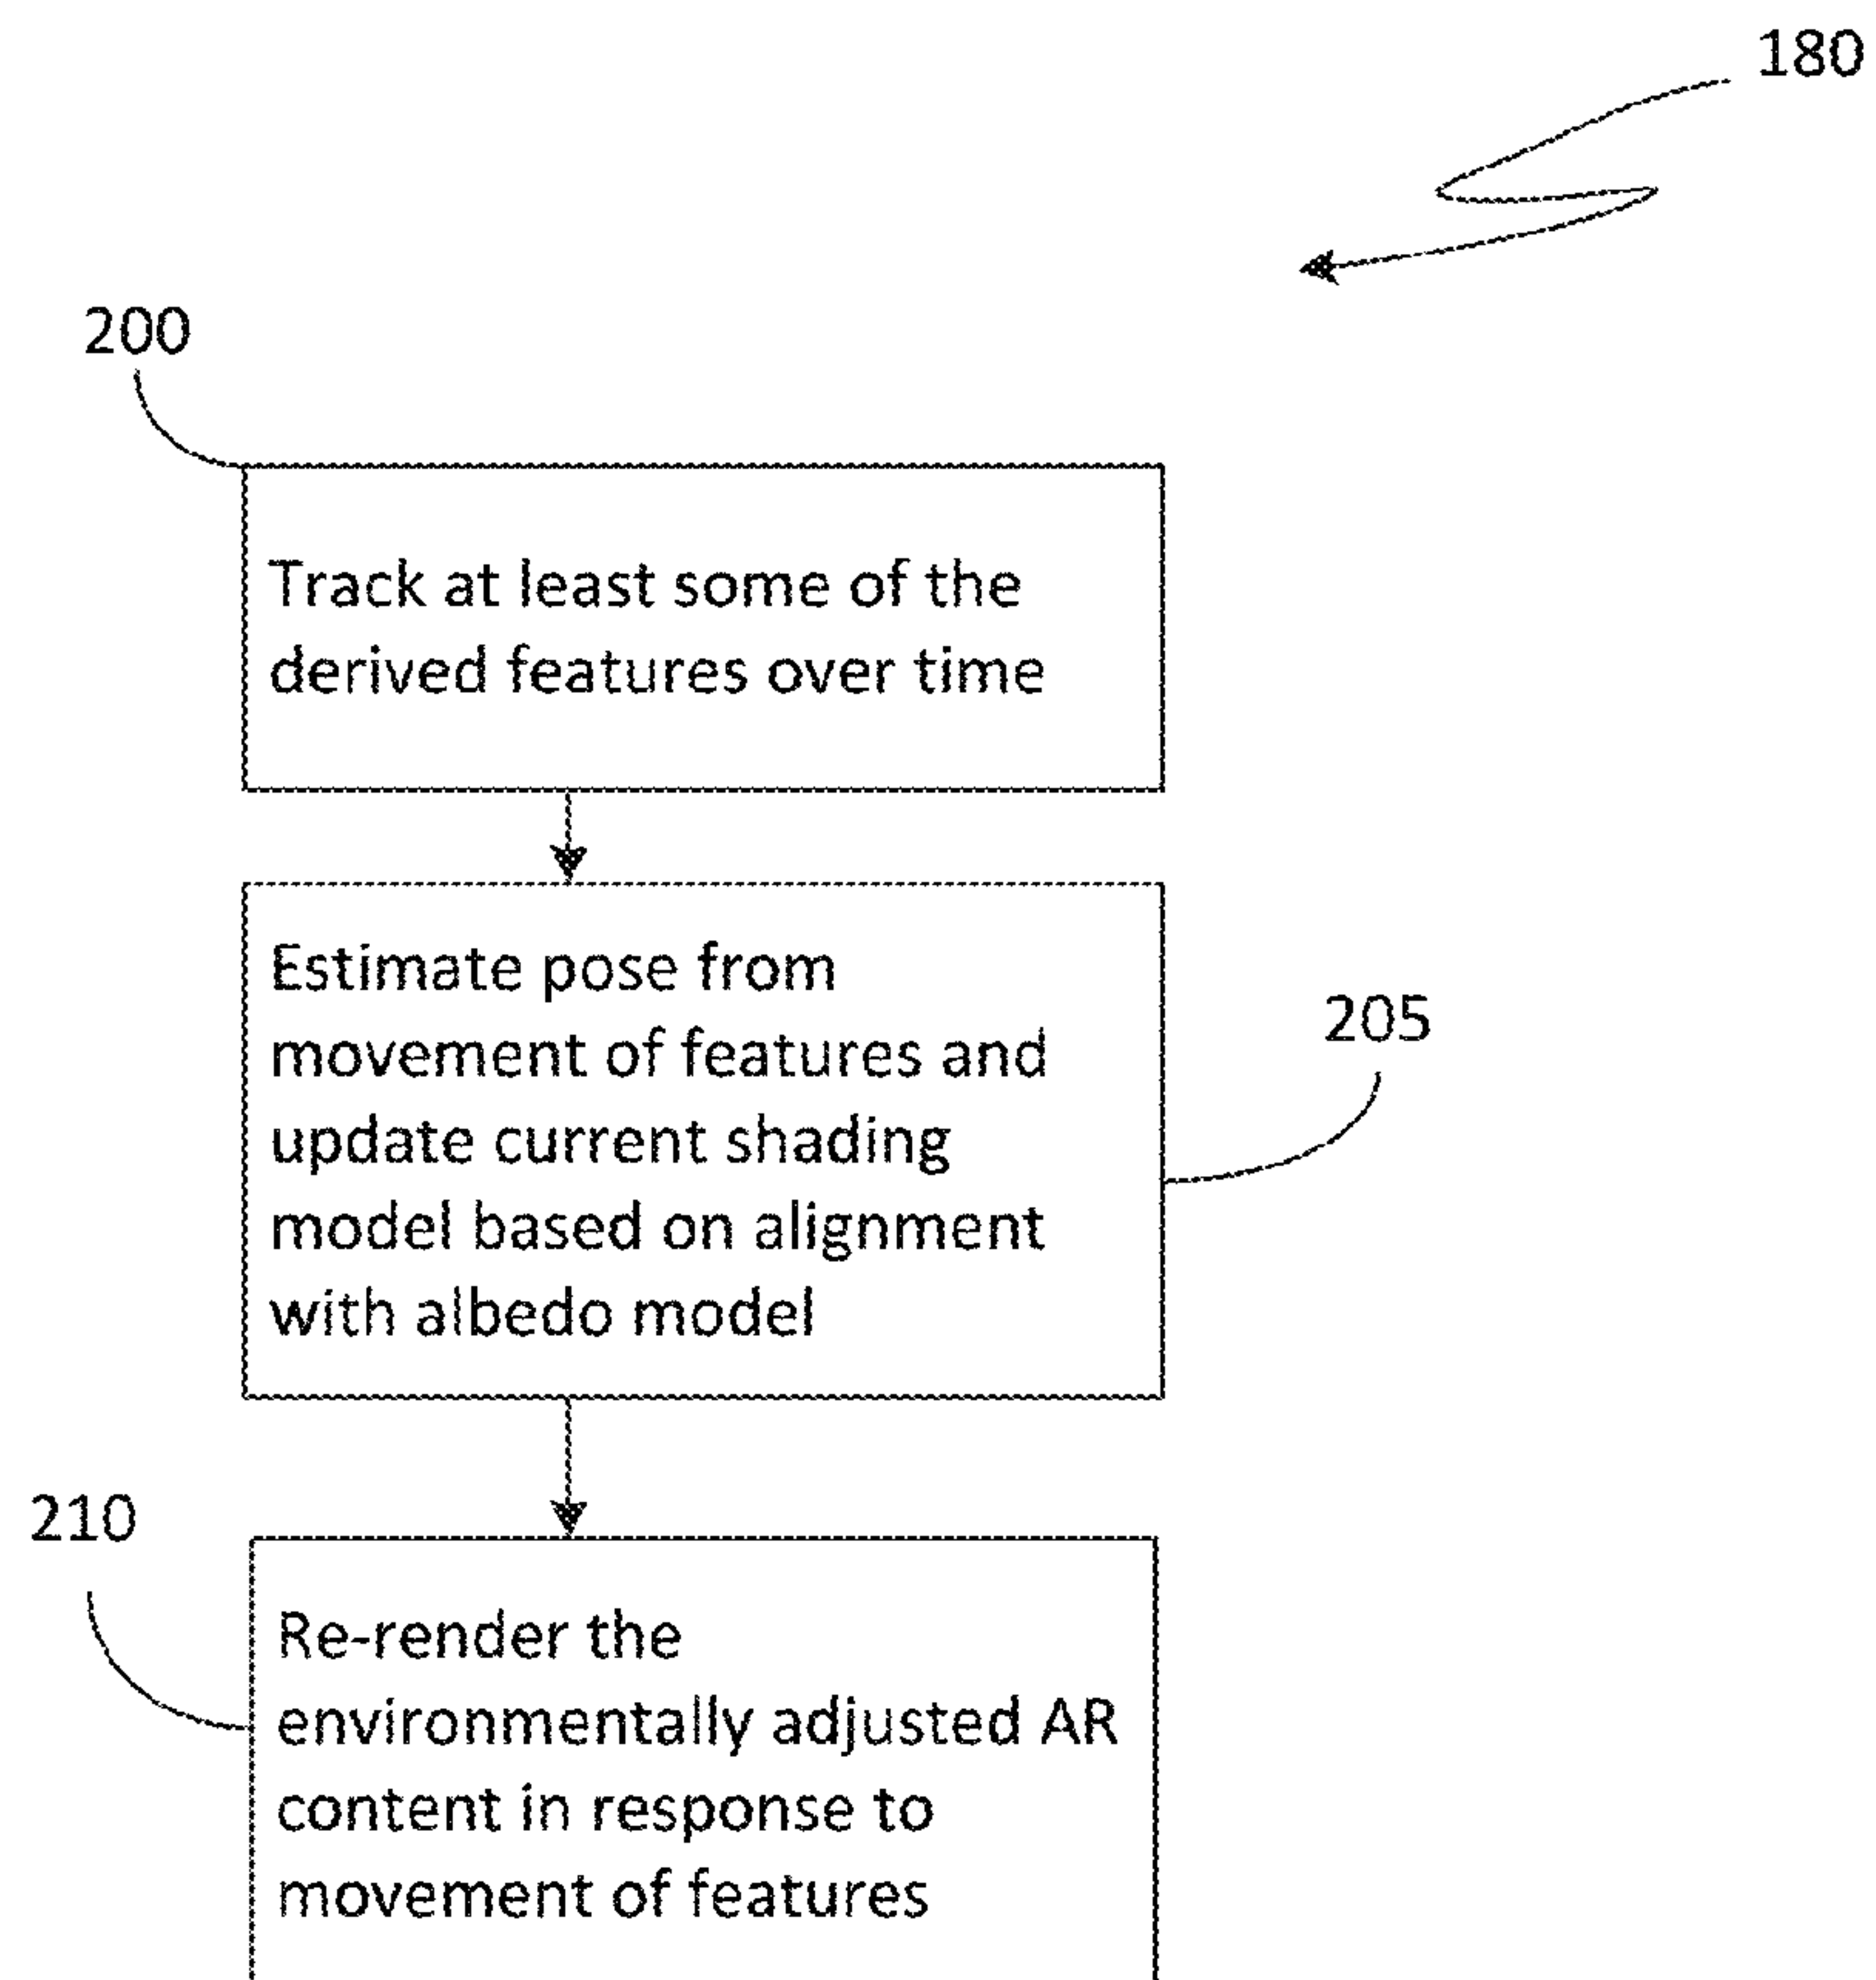 180
200
Track at least some of the
derived features over time
Estimate pose from
movement of features and
update current shading
model based on alignment
with albedo model
205
210
Re-render the
environmentally adjusted AR
content in response to
movement of features